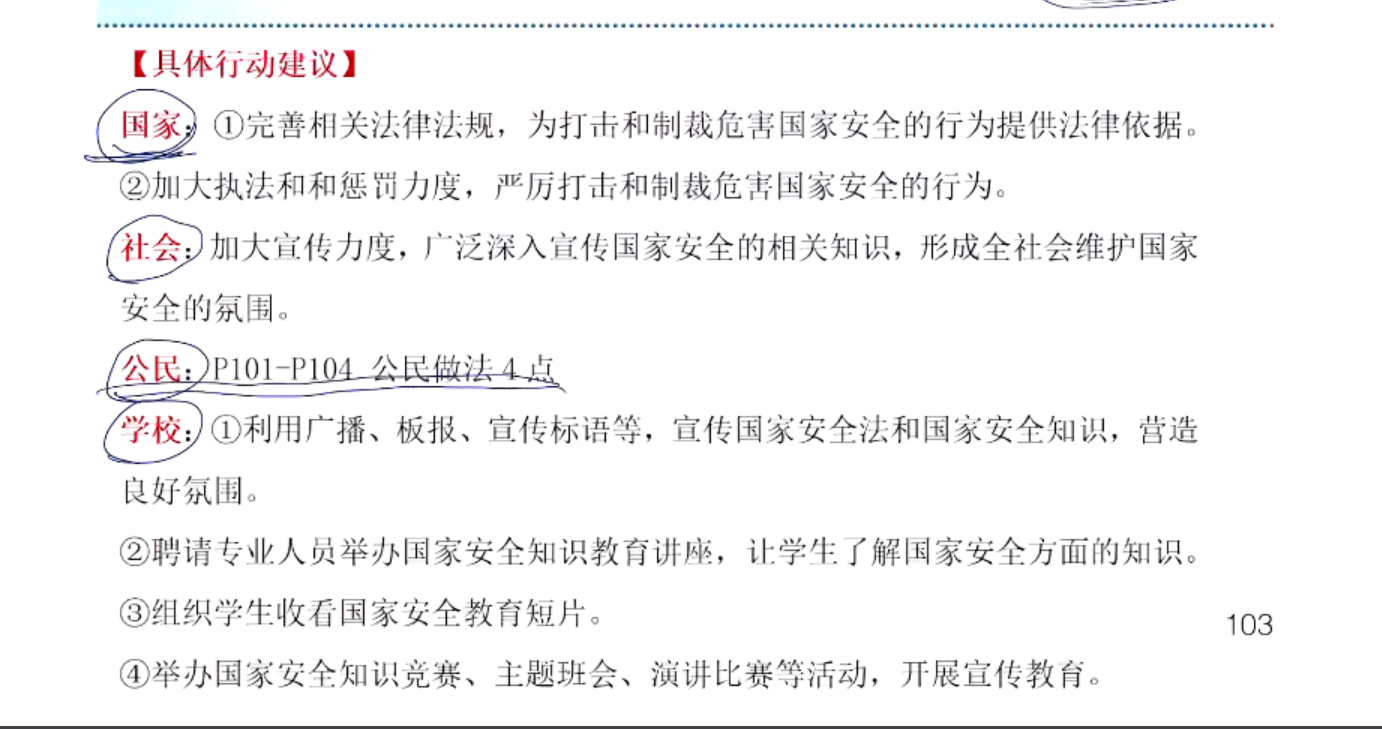 【具体行动建议】
国家：①完善相关法律法规，为打击和制裁危害国家安全的行为提供法律依据。
②加大执法和和惩罚力度，严厉打击和制裁危害国家安全的行为。
社会：加大宣传力度，广泛深入宣传国家安全的相关知识，形成全社会维护国家
安全的氛围。
公民：P101-P104 公民做法4点
学校：①利用广播、板报、宣传标语等，宣传国家安全法和国家安全知识，营造
良好氛围。
②聘请专业人员举办国家安全知识教育讲座，让学生了解国家安全方面的知识。
③组织学生收看国家安全教育短片。
103
④举办国家安全知识竞赛、主题班会、演讲比赛等活动，开展宣传教育。